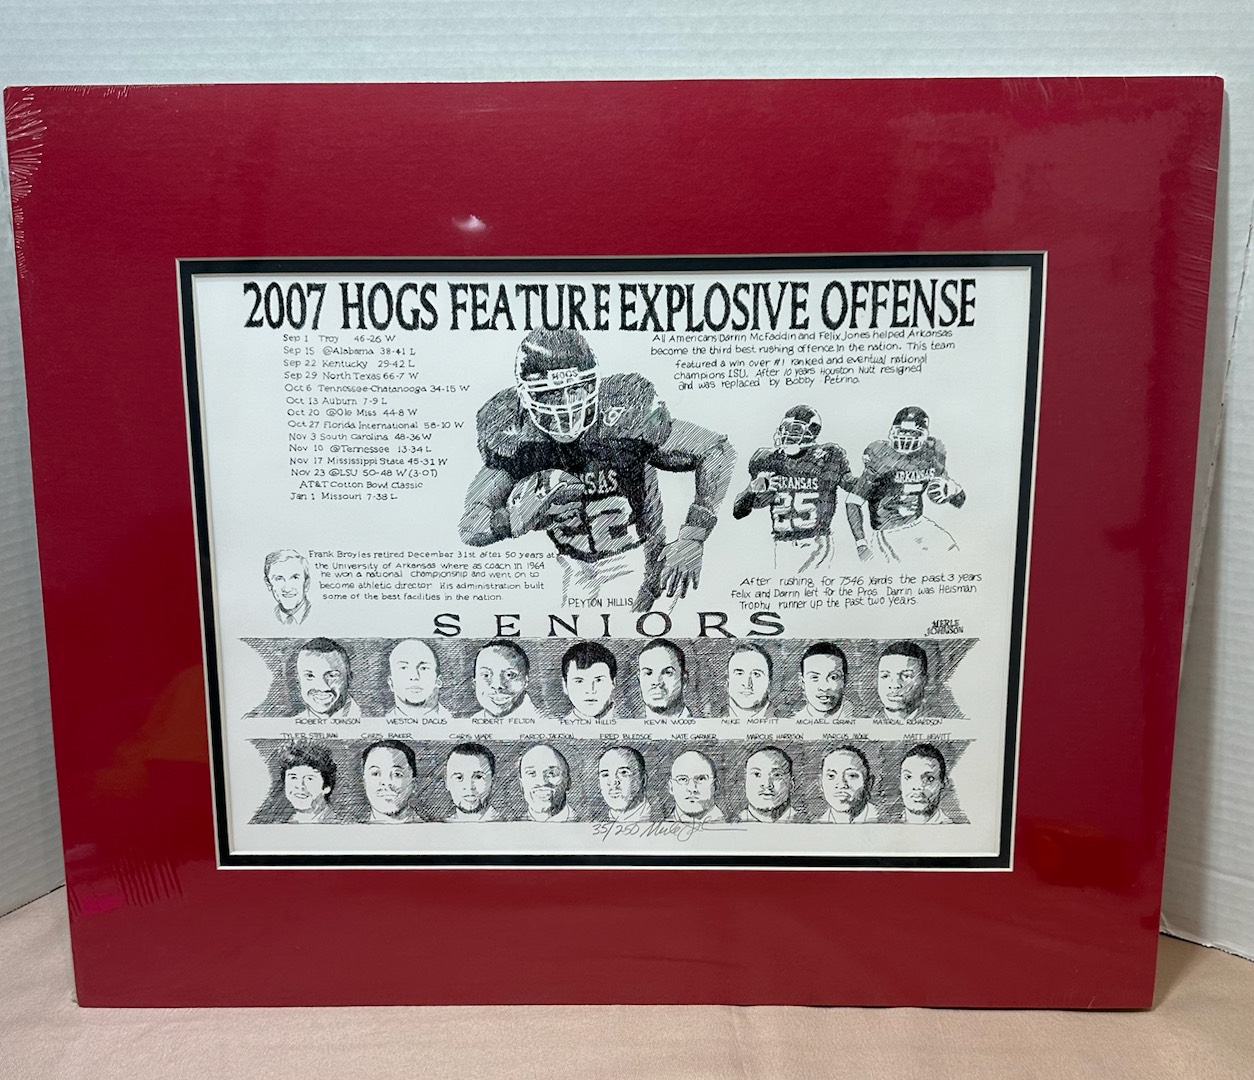 2007 HOGS FEATURE EXPLOSIVE OFFENSE
Sep 1 Troy 46-26 W
Sep 15 @Alabama 38-41 L
Sep 22 Kentucky 29-42 L
Sep 29 North Texas 66-7 W
Oct 6 Tennessee-Chatanooga 34-15 W
Oct 13 Auburn 7-9 L
Oct 20 @Ole Miss 44-8 W
Oct 27 Florida International 58-10 W
Nov 3 South Carolina 48-36 W
Nov 10 @Tennessee 13-34 L
Nov 17 Mississippi State 45-31 W
Nov 23 @LSU 50-48 W (3-OT)
AT&T Cotton Bowl Classic
Jan 1 Missouri 7-38 L
All Americans Darrin McFaddin and Felix Jones helped Arkansas
become the third best rushing offence in the nation. This team
featured a win over #1 ranked and eventual national
champions LSU. After 10 years Houston Nutt resigned
and was replaced by Bobby Petrino.
HOGS
22
ARKANSAS
25
ARKANSAS
5
Frank Broyles retired December 31st after 50 years at
the University of Arkansas where as coach in 1964
he won a national championship and went on to
become athletic director. His administration built
some of the best facilities in the nation.
PEYTON HILLIS
After rushing for 7546 yards the past 3 years
Felix and Darrin left for the Pros. Darrin was Heisman
Trophy runner up the past two years.
SENIORS
MERLE
JOHNSON
ROBERT JOHNSON WESTON DACUS ROBERT FELTON PEYTON HILLIS KEVIN WOODS MIKE MOFFITT MICHAEL GRANT MATERIAL RICHARDSON
TYLER STELLMAN CHRIS BAKER CHRIS WADE FAROD JACKSON FRED BLEDSOE NATE GARNER MARCUS HARRISON MARCUS MATT HEWITT
35/250 Merle